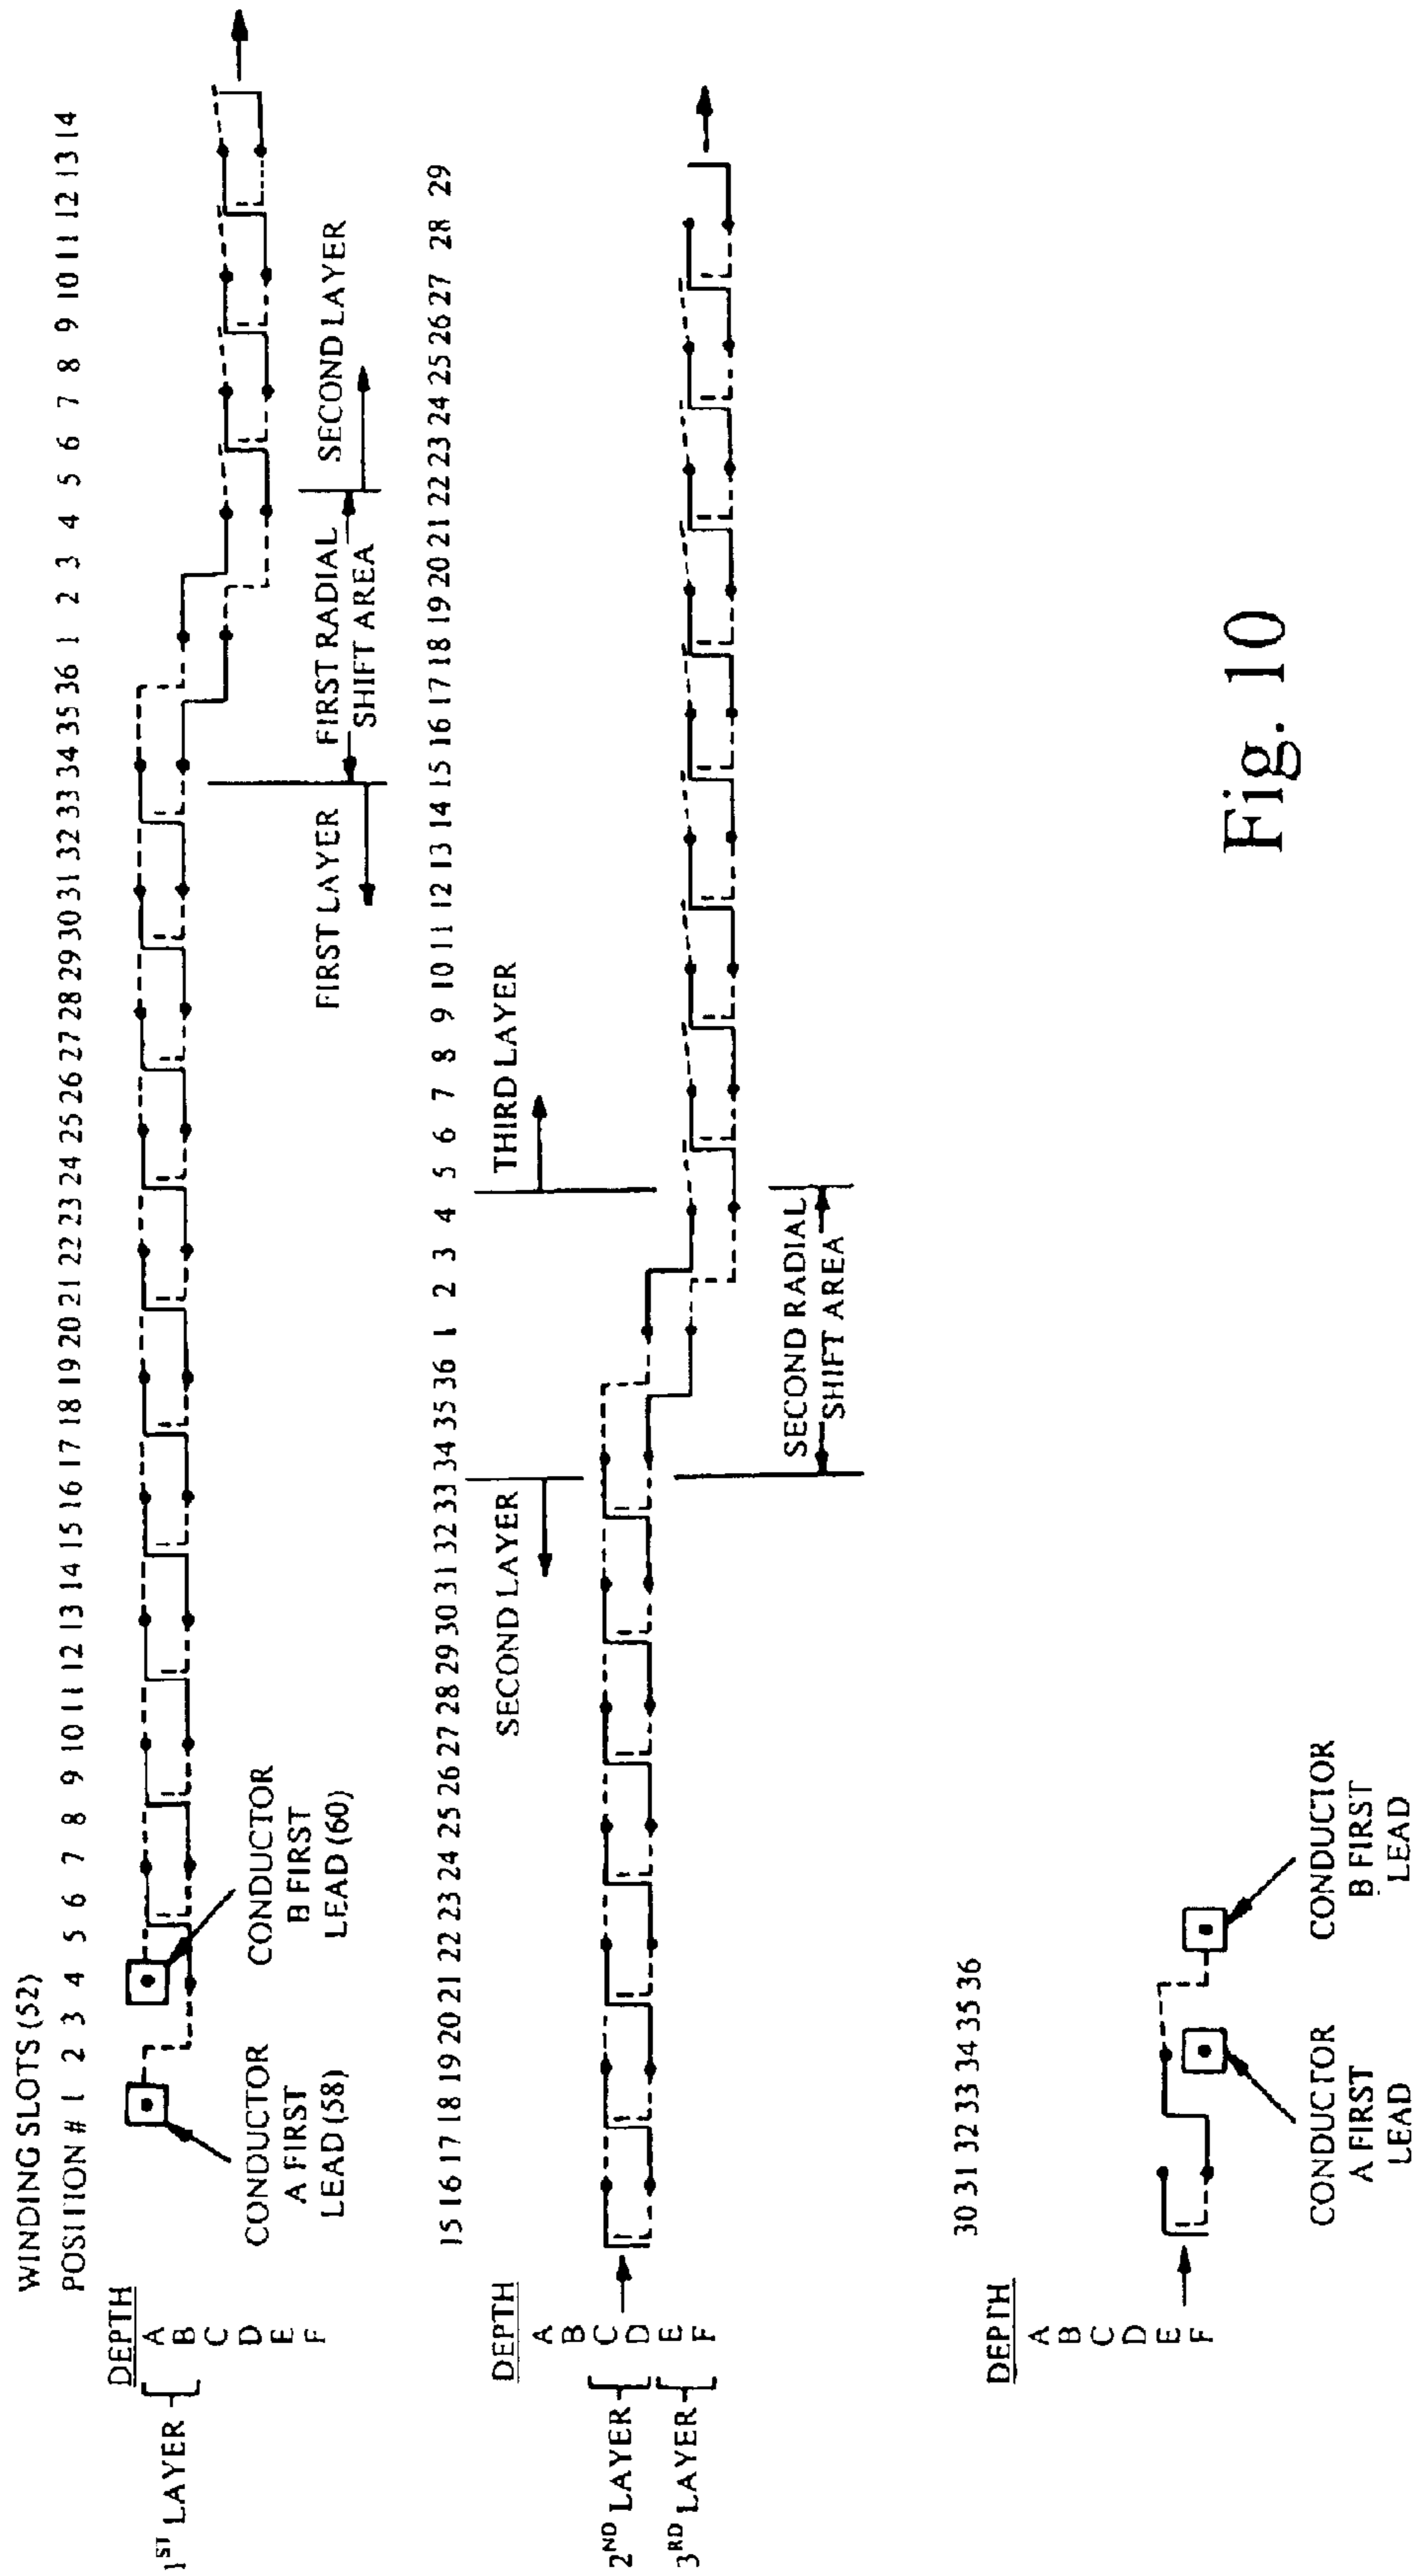 WINDING SLOTS (52)
POSITION # 1 2 3 4 5 6 7 8 9 10 11 12 13 14 15 16 17 18 19 20 21 22 23 24 25 26 27 28 29 30 31 32 33 34 35 36 1 2 3 4 5 6 7 8 9 10 11 12 13 14
DEPTH
1ST LAYER
A
B
C
D
E
F
CONDUCTOR
A FIRST
LEAD (58)
CONDUCTOR
B FIRST
LEAD (60)
FIRST LAYER
FIRST RADIAL
SHIFT AREA
SECOND LAYER
15 16 17 18 19 20 21 22 23 24 25 26 27 28 29 30 31 32 33 34 35 36 1 2 3 4 5 6 7 8 9 10 11 12 13 14 15 16 17 18 19 20 21 22 23 24 25 26 27 28 29
DEPTH
A
B
2ND LAYER
C
D
3RD LAYER
E
F
SECOND LAYER
THIRD LAYER
SECOND RADIAL
SHIFT AREA
30 31 32 33 34 35 36
DEPTH
A
B
C
D
E
F
CONDUCTOR
A FIRST
LEAD
CONDUCTOR
B FIRST
LEAD
Fig. 10